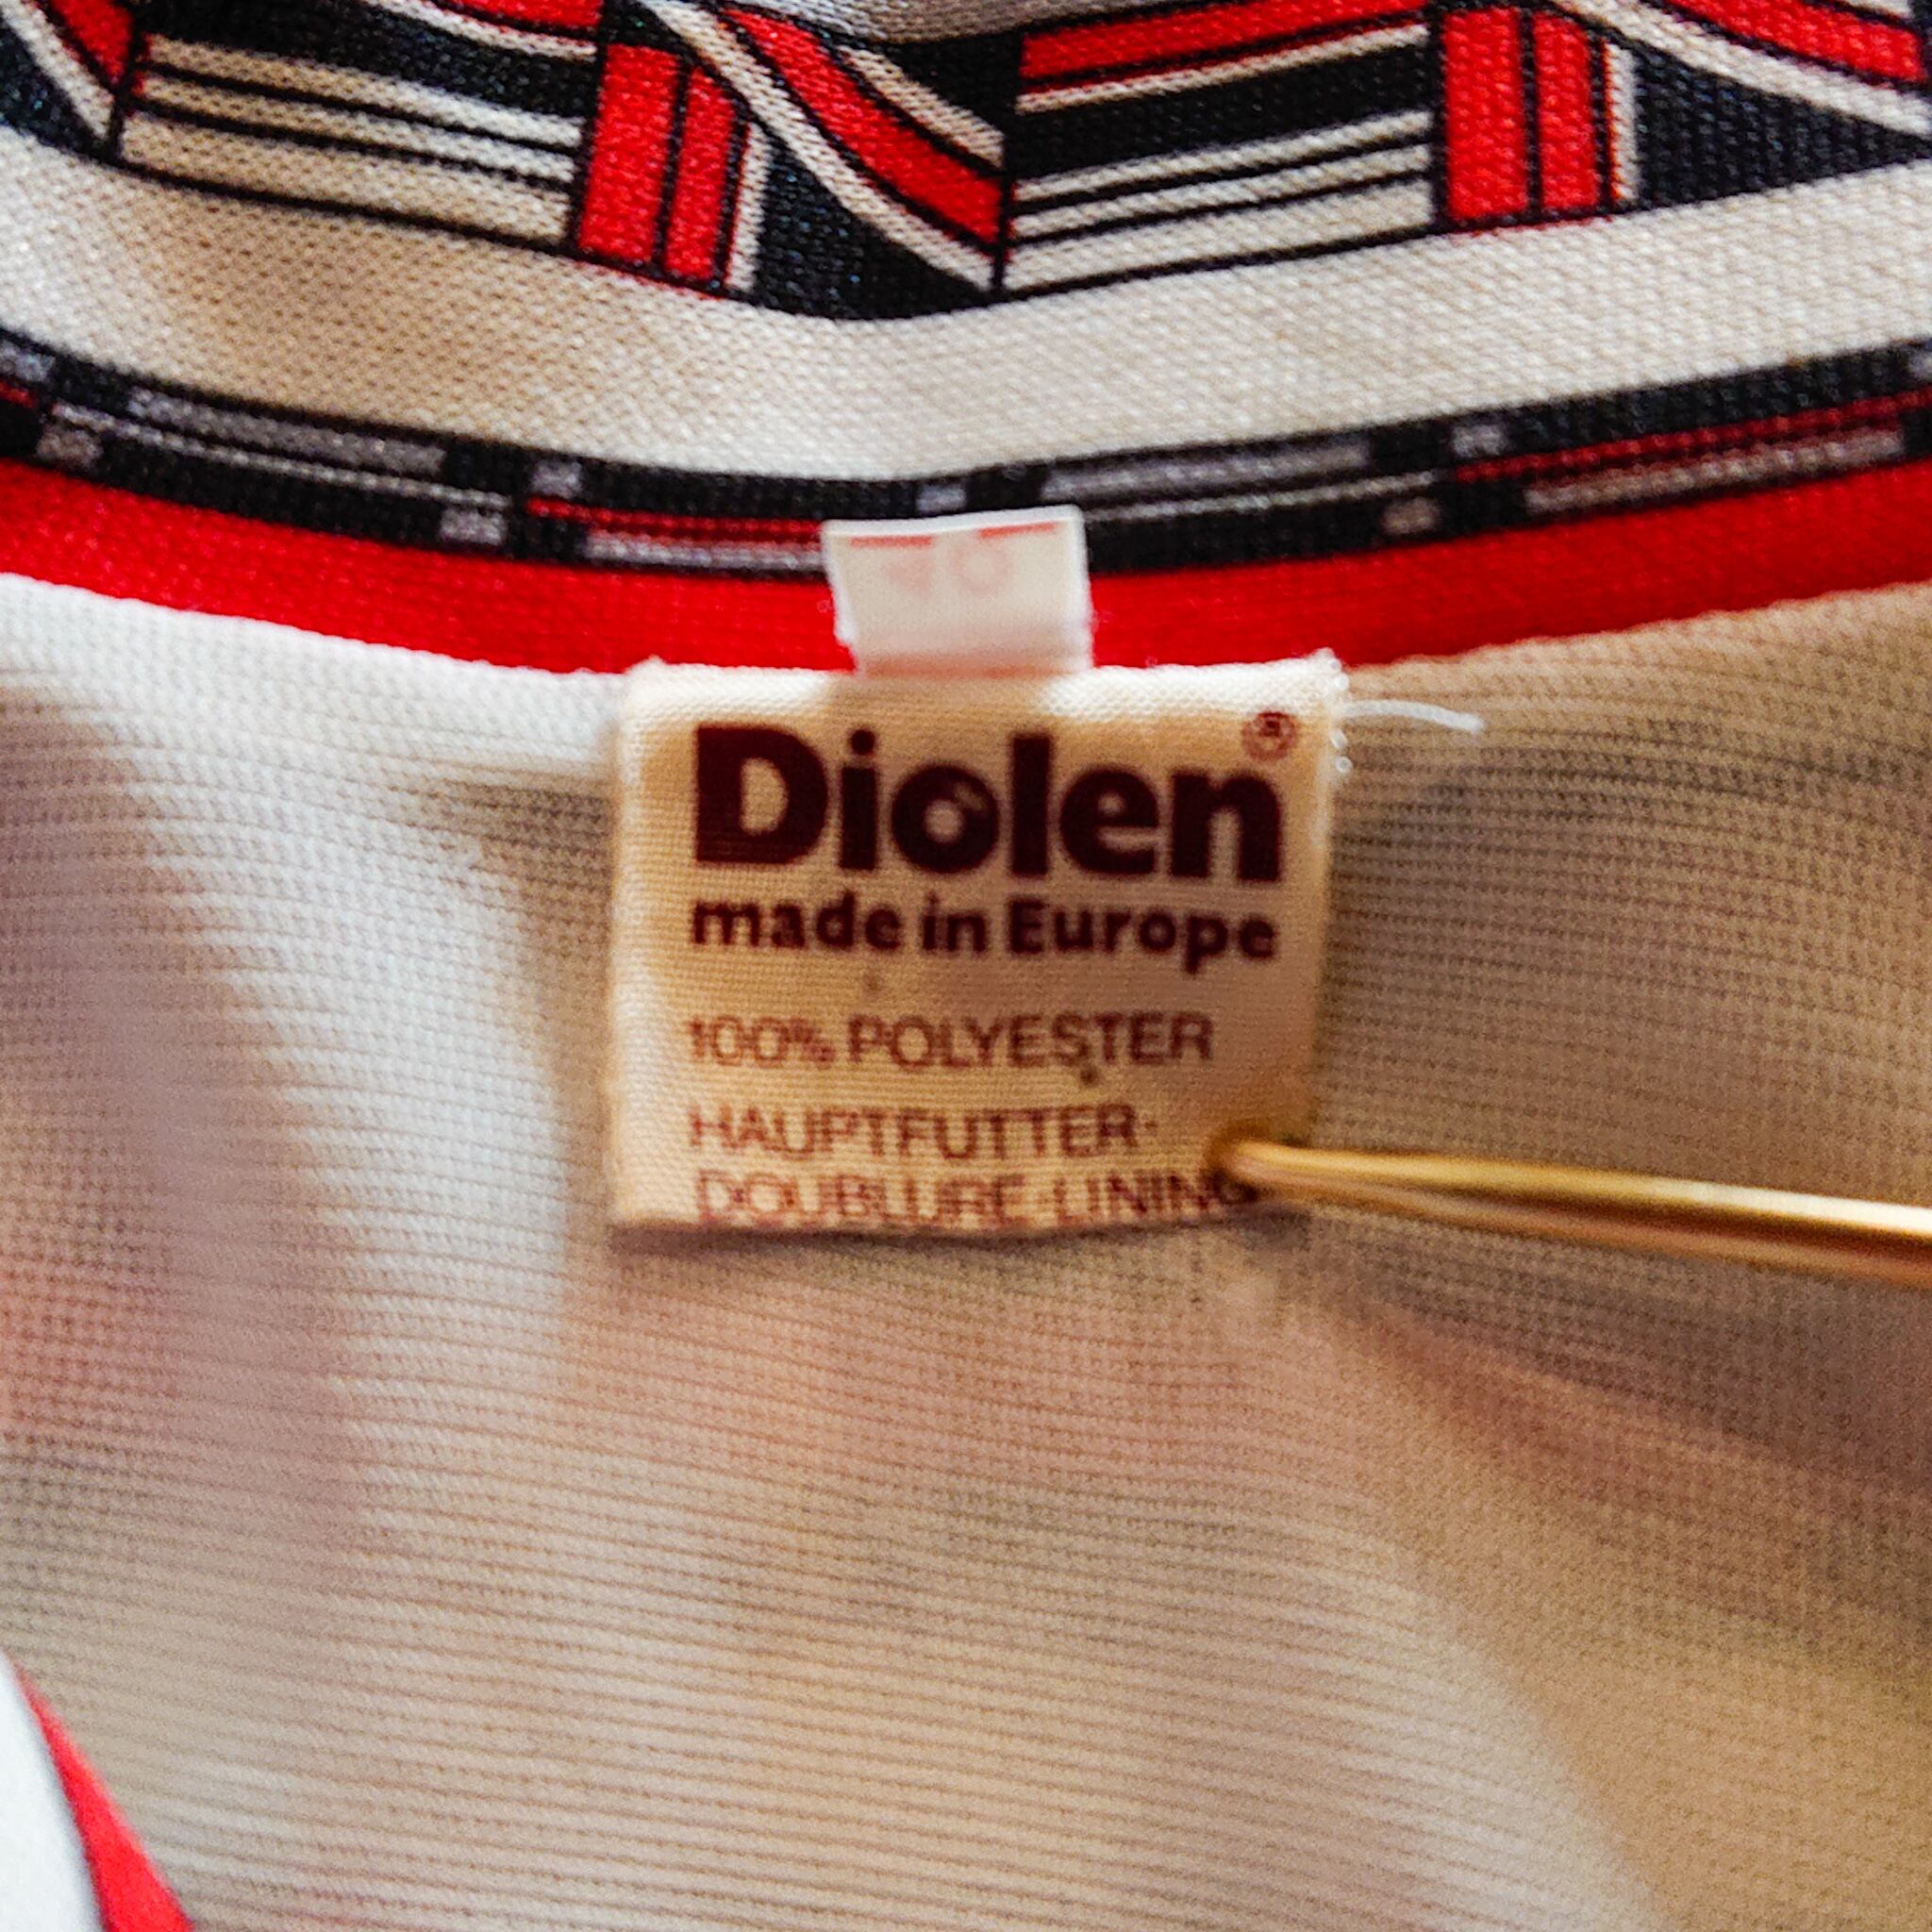 Diolen®
made in Europe
100% POLYESTER
HAUPTFUTTER-
DOUBLURE-LINING